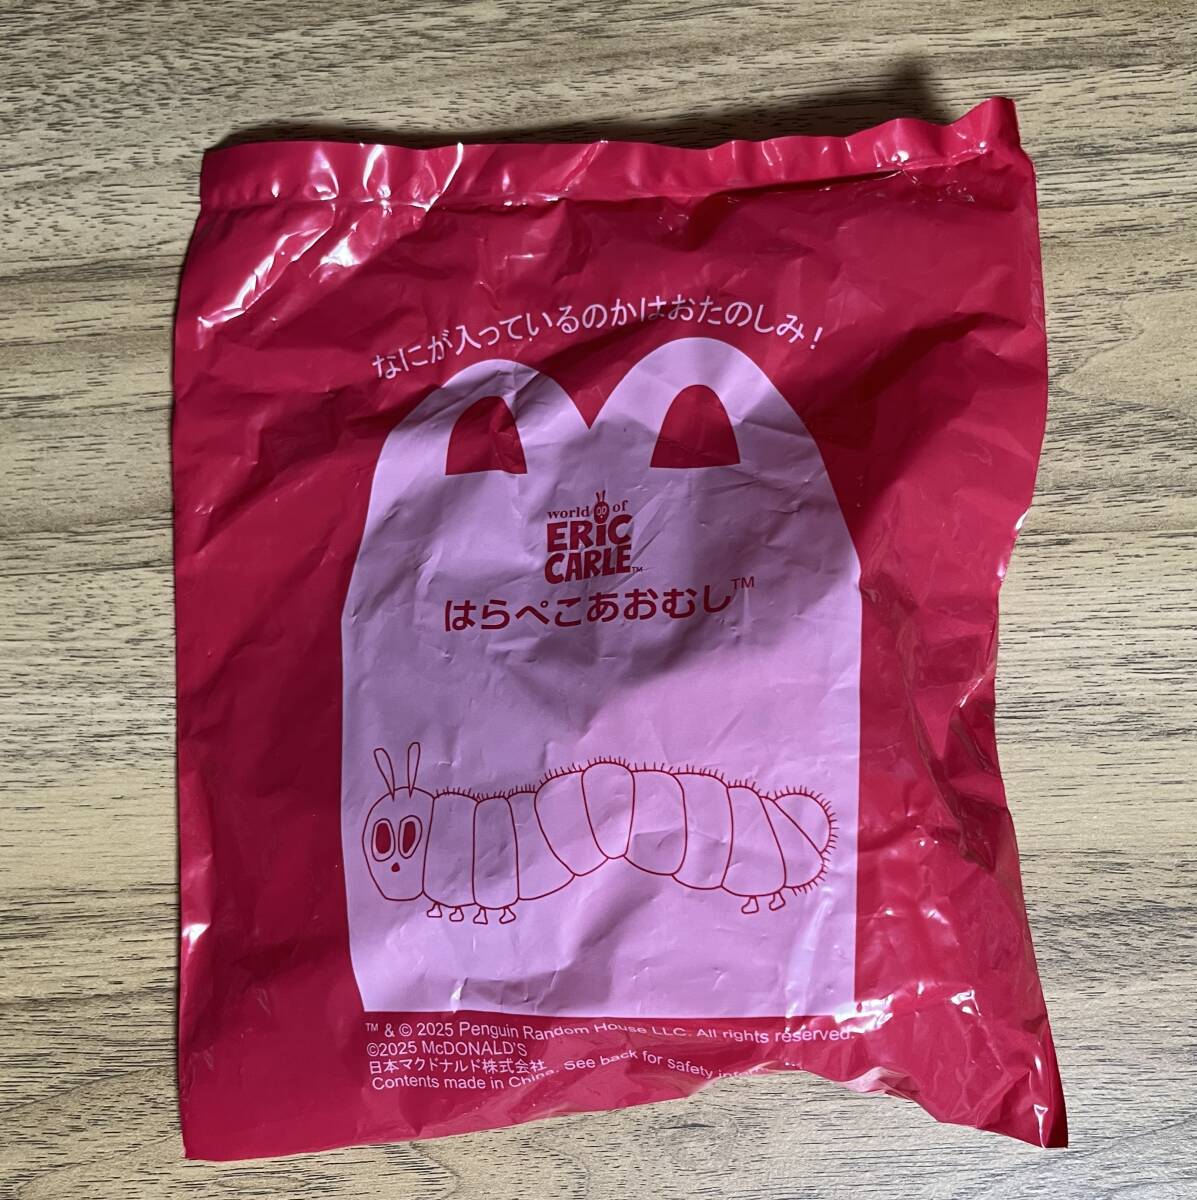 なにが入っているのかはおたのしみ!
world of
ERiC
CARLE™
はらぺこあおむし™
™ & © 2025 Penguin Random House LLC. All rights reserved.
©2025 McDONALD'S
日本マクドナルド株式会社
Contents made in China. See back for safety